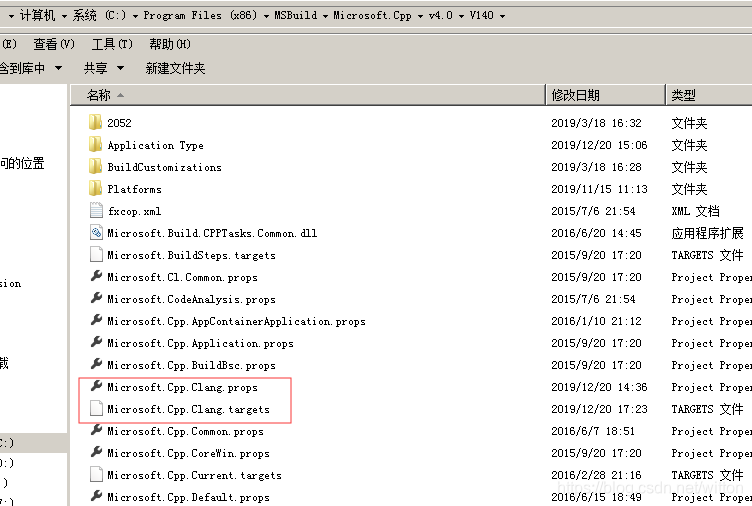 计算机 系统 (C:) Program Files (x86) MSBuild Microsoft.Cpp v4.0 V140
(E) 查看(V) 工具(T) 帮助(H)
含到库中 共享 新建文件夹
名称 修改日期 类型
2052 2019/3/18 16:32 文件夹
Application Type 2019/12/20 15:06 文件夹
问的位置 BuildCustomizations 2019/3/18 16:28 文件夹
Platforms 2019/11/15 11:13 文件夹
fxcop.xml 2015/7/6 21:54 XML 文档
Microsoft.Build.CPPTasks.Common.dll 2016/6/20 14:45 应用程序扩展
Microsoft.BuildSteps.targets 2015/9/20 17:20 TARGETS 文件
sion Microsoft.Cl.Common.props 2015/9/20 17:20 Project Proper
Microsoft.CodeAnalysis.props 2015/7/6 21:54 Project Proper
Microsoft.Cpp.AppContainerApplication.props 2016/1/10 21:12 Project Proper
Microsoft.Cpp.Application.props 2015/9/20 17:20 Project Proper
载 Microsoft.Cpp.BuildBsc.props 2015/9/20 17:20 Project Proper
Microsoft.Cpp.Clang.props 2019/12/20 14:36 Project Proper
Microsoft.Cpp.Clang.targets 2019/12/20 17:23 TARGETS 文件
Microsoft.Cpp.Common.props 2016/6/7 18:51 Project Proper
C:) Microsoft.Cpp.CoreWin.props 2015/9/20 17:20 Project Proper
:) Microsoft.Cpp.Current.targets 2016/2/28 21:16 TARGETS 文件
:) Microsoft.Cpp.Default.props 2016/6/15 18:49 Project Proper